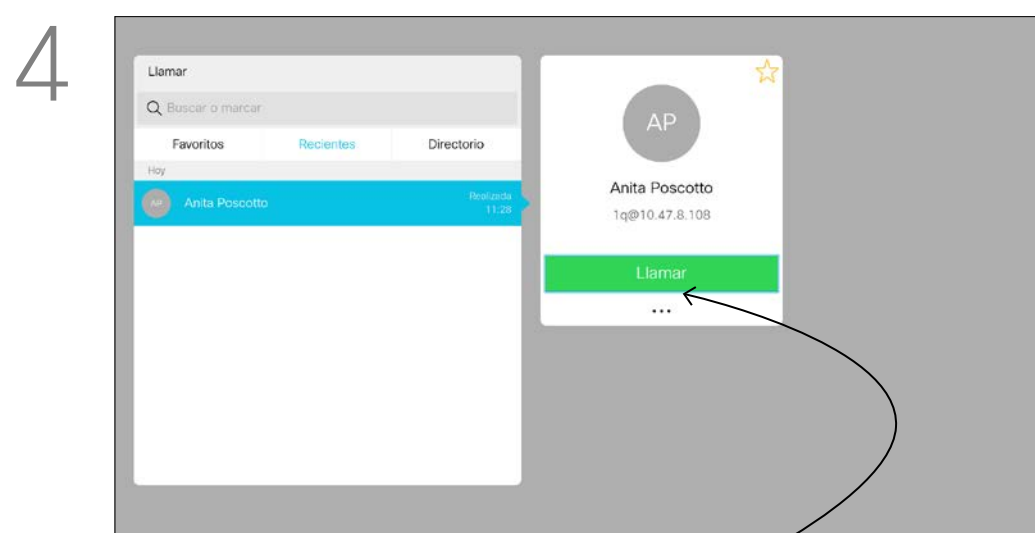 4
Llamar
Buscar o marcar
Favoritos Recientes Directorio
Hoy
AP Anita Poscotto Realizada
11:28
AP
Anita Poscotto
1q@10.47.8.108
Llamar
...